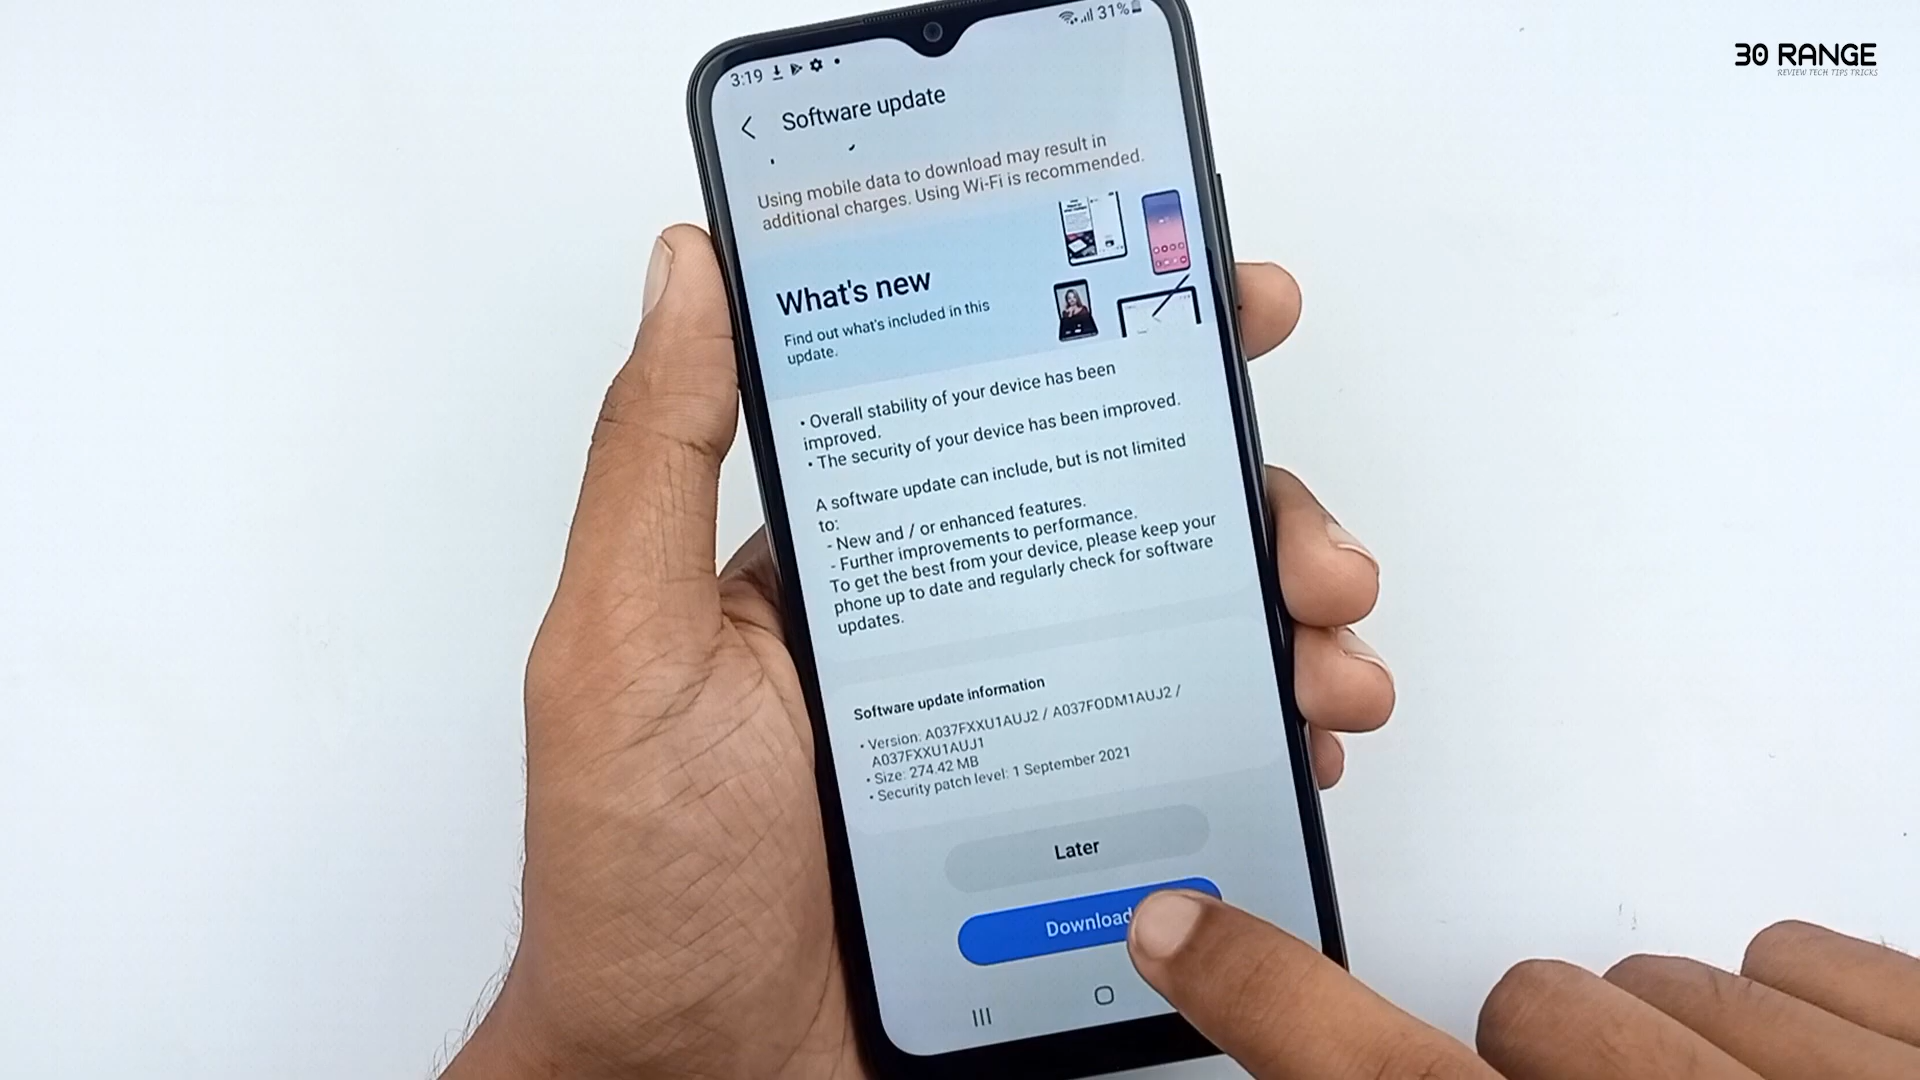 30 RANGE
REVIEW TECH TIPS TRICKS
3:19
31%
Software update
Using mobile data to download may result in
additional charges. Using Wi-Fi is recommended.
What's new
Find out what's included in this
update.
• Overall stability of your device has been
improved.
• The security of your device has been improved.
A software update can include, but is not limited
to:
- New and / or enhanced features.
- Further improvements to performance.
To get the best from your device, please keep your
phone up to date and regularly check for software
updates.
Software update information
• Version: A037FXXU1AUJ2 / A037FODM1AUJ2 /
A037FXXU1AUJ1
• Size: 274.42 MB
• Security patch level: 1 September 2021
Later
Download